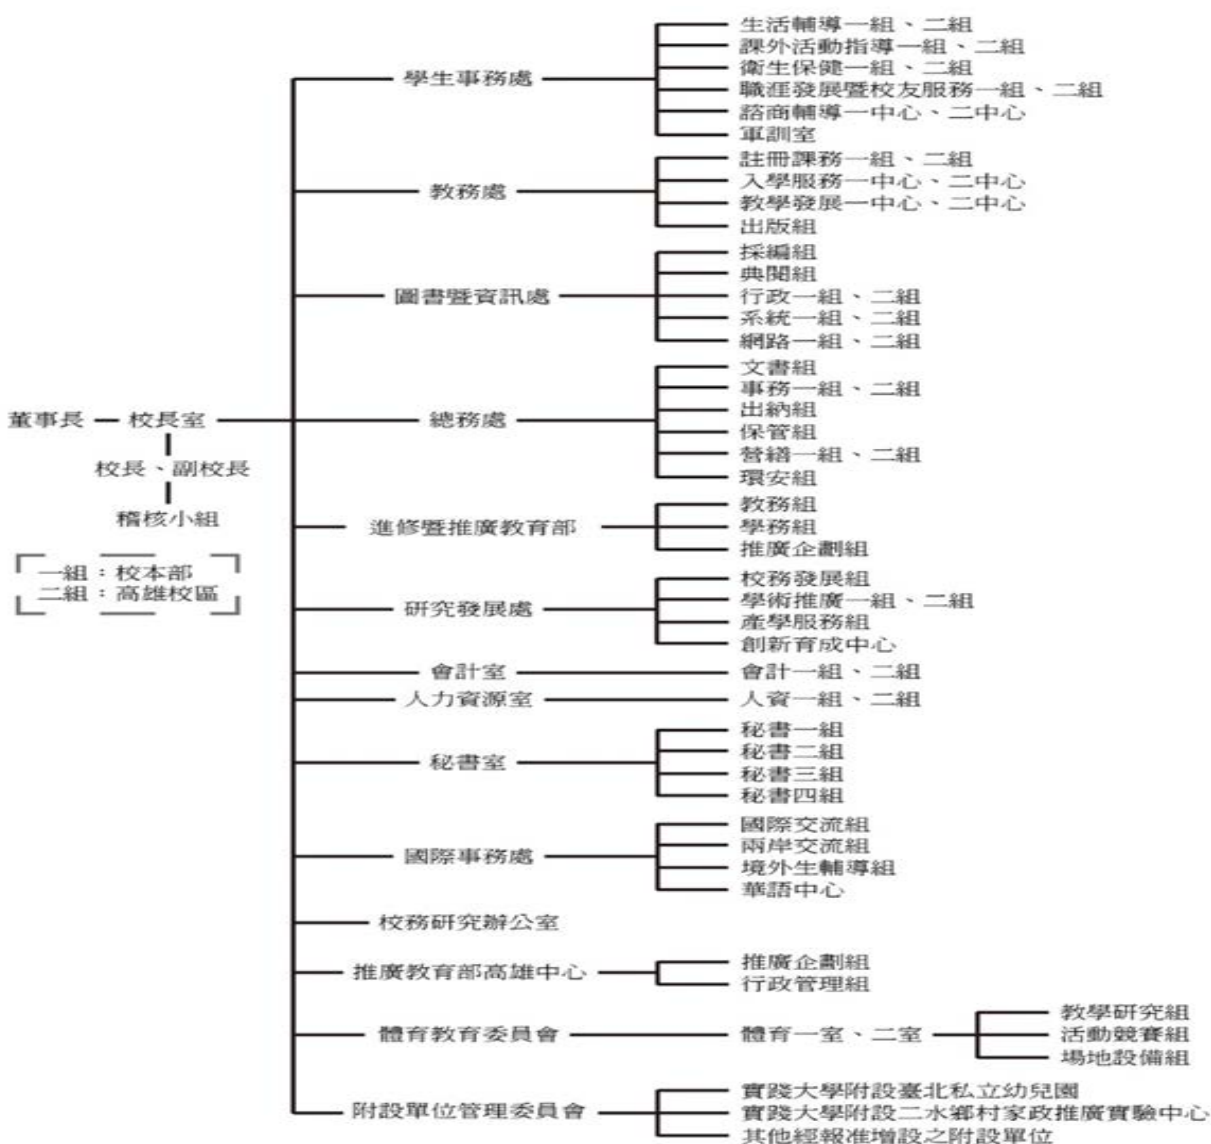 董事長
校長室
校長、副校長
稽核小組
一組：校本部
二組：高雄校區
學生事務處
生活輔導一組、二組
課外活動指導一組、二組
衛生保健一組、二組
職涯發展暨校友服務一組、二組
諮商輔導一中心、二中心
軍訓室
教務處
註冊課務一組、二組
入學服務一中心、二中心
教學發展一中心、二中心
出版組
圖書暨資訊處
採編組
典閱組
行政一組、二組
系統一組、二組
網路一組、二組
總務處
文書組
事務一組、二組
出納組
保管組
營繕一組、二組
環安組
進修暨推廣教育部
教務組
學務組
推廣企劃組
研究發展處
校務發展組
學術推廣一組、二組
產學服務組
創新育成中心
會計室
會計一組、二組
人力資源室
人資一組、二組
秘書室
秘書一組
秘書二組
秘書三組
秘書四組
國際事務處
國際交流組
兩岸交流組
境外生輔導組
華語中心
校務研究辦公室
推廣教育部高雄中心
推廣企劃組
行政管理組
體育教育委員會
體育一室、二室
教學研究組
活動競賽組
場地設備組
附設單位管理委員會
實踐大學附設臺北私立幼兒園
實踐大學附設二水鄉村家政推廣實驗中心
其他經報准增設之附設單位